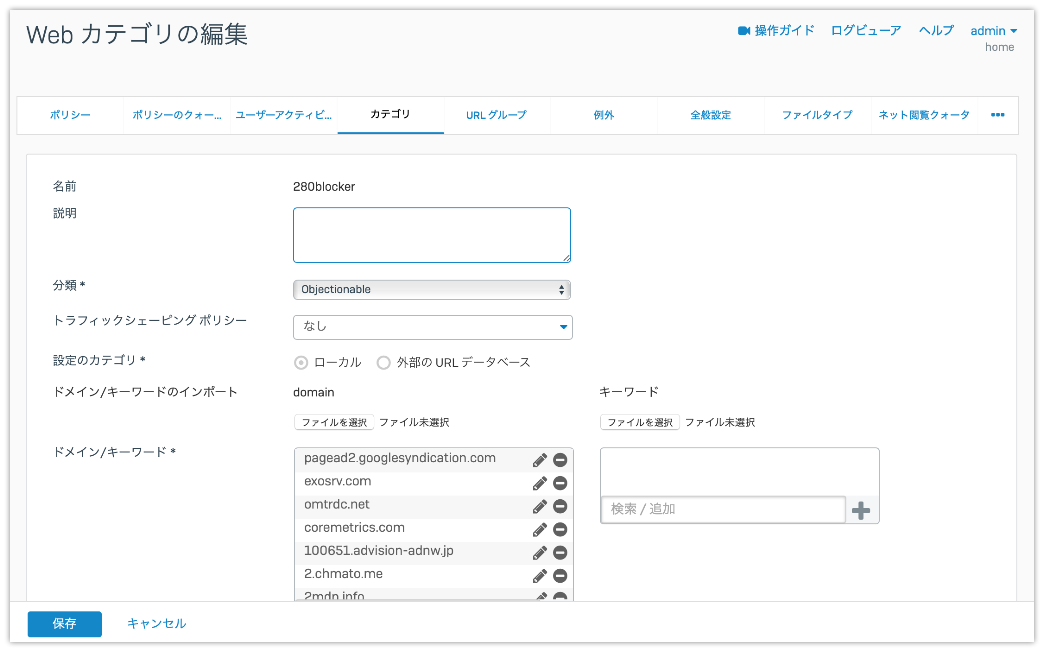 Web カテゴリの編集
操作ガイド ログビューア ヘルプ admin
home
ポリシー ポリシーのクォー... ユーザーアクティビ... カテゴリ URL グループ 例外 全般設定 ファイルタイプ ネット閲覧クォータ
名前 280blocker
説明
分類 * Objectionable
トラフィックシェーピング ポリシー なし
設定のカテゴリ * ローカル 外部の URL データベース
ドメイン/キーワードのインポート domain キーワード
ファイルを選択 ファイル未選択 ファイルを選択 ファイル未選択
ドメイン/キーワード * pagead2.googlesyndication.com
exosrv.com
omtrdc.net 検索 / 追加
coremetrics.com
100651.advision-adnw.jp
2.chmato.me
2mdn.info
保存 キャンセル